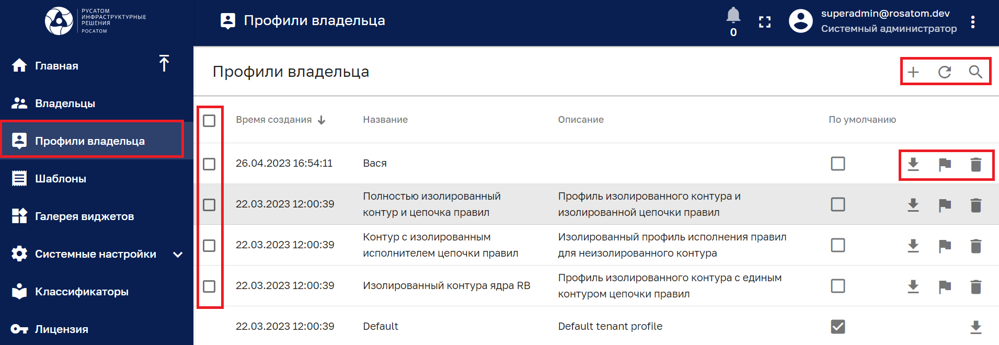 РУСАТОМ
ИНФРАСТРУКТУРНЫЕ
РЕШЕНИЯ
РОСАТОМ
Профили владельца
0
superadmin@rosatom.dev
Системный администратор
Главная
Владельцы
Профили владельца
Шаблоны
Галерея виджетов
Системные настройки
Классификаторы
Лицензия
Профили владельца
Время создания Название Описание По умолчанию
26.04.2023 16:54:11 Вася
22.03.2023 12:00:39 Полностью изолированный контур и цепочка правил Профиль изолированного контура и изолированной цепочки правил
22.03.2023 12:00:39 Контур с изолированным исполнителем цепочки правил Изолированный профиль исполнения правил для неизолированного контура
22.03.2023 12:00:39 Изолированный контура ядра RB Профиль изолированного контура с единым контуром цепочки правил
22.03.2023 12:00:39 Default Default tenant profile